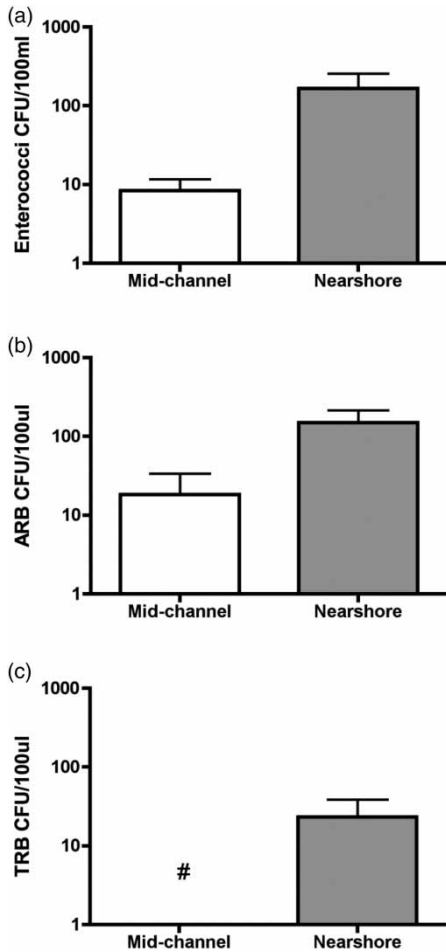 (a)
Enterococci CFU/100ml
1000
100
10
1
Mid-channel
Nearshore
(b)
ARB CFU/100ul
1000
100
10
1
Mid-channel
Nearshore
(c)
TRB CFU/100ul
1000
100
10
1
#
Mid-channel
Nearshore